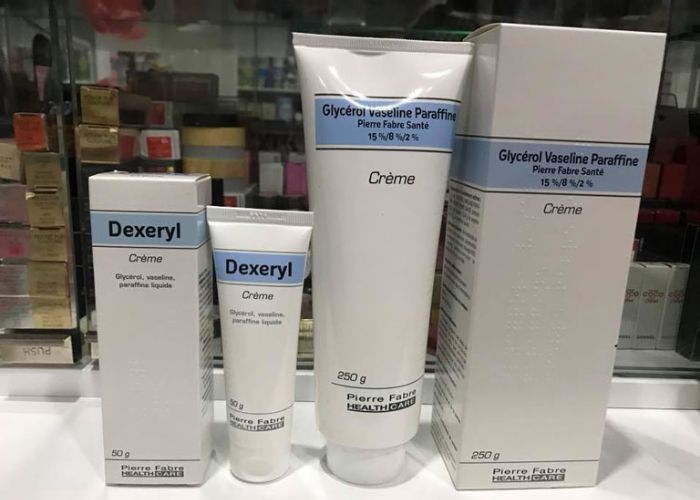 Dexeryl
Crème
Glycérol, vaseline,
paraffine liquide
50 g
Pierre Fabre
HEALTH CARE
Dexeryl
Crème
Glycérol, vaseline,
paraffine liquide
50 g
Pierre Fabre
HEALTH CARE
Glycérol Vaseline Paraffine
Pierre Fabre Santé
15 %/8 %/2 %
Crème
250 g
Pierre Fabre
HEALTH CARE
Glycérol Vaseline Paraffine
Pierre Fabre Santé
15 %/8 %/2 %
Crème
250 g
Pierre Fabre
HEALTH CARE
PUSH
COCO
CHANEL